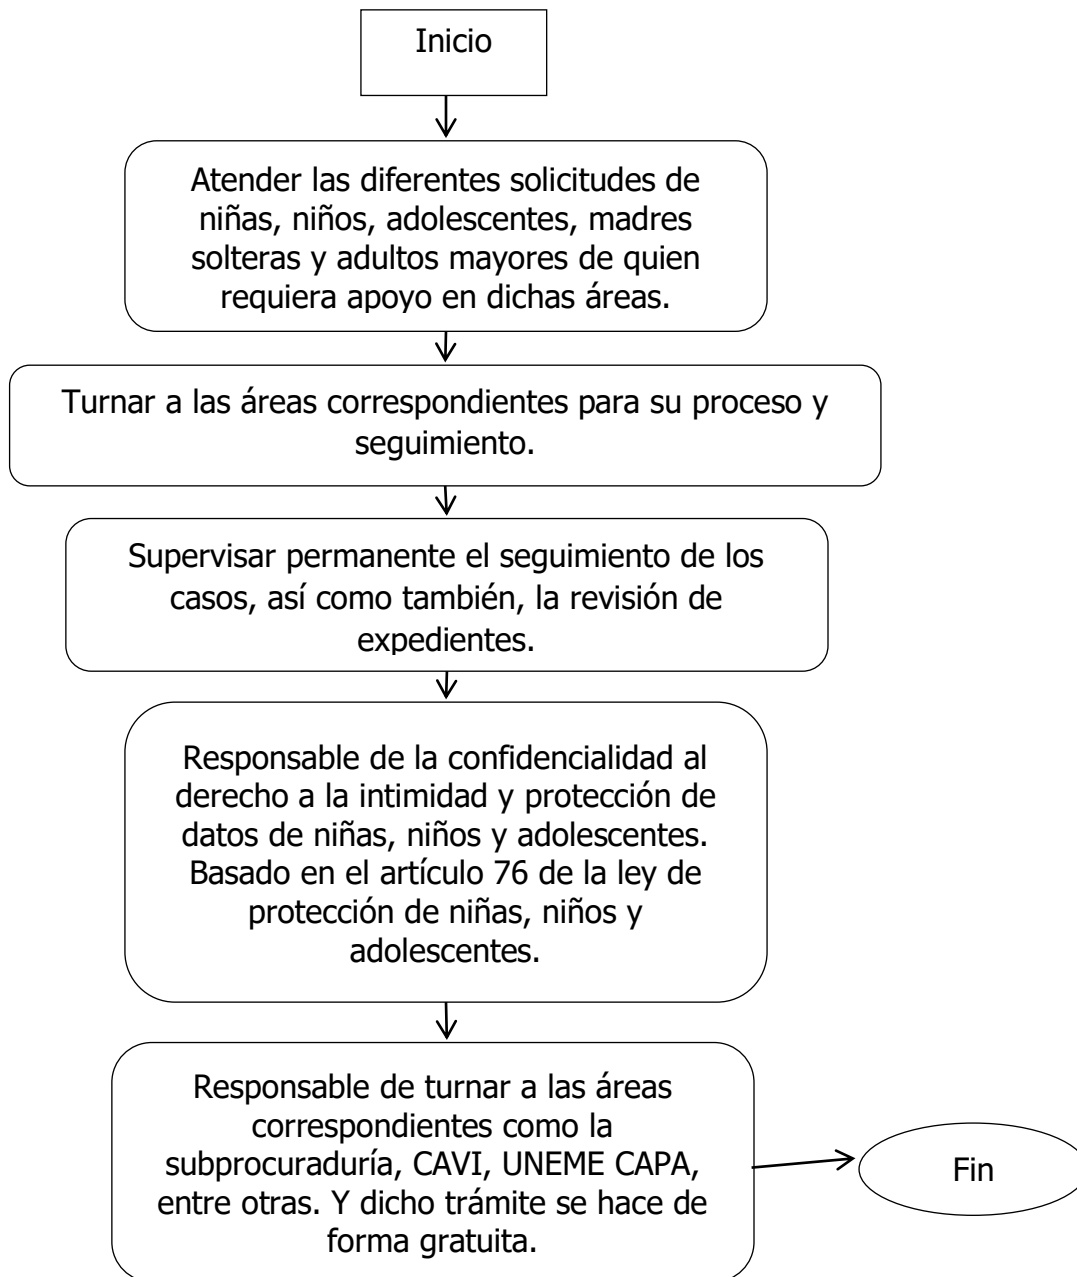 Inicio
Atender las diferentes solicitudes de
niñas, niños, adolescentes, madres
solteras y adultos mayores de quien
requiera apoyo en dichas áreas.
Turnar a las áreas correspondientes para su proceso y
seguimiento.
Supervisar permanente el seguimiento de los
casos, así como también, la revisión de
expedientes.
Responsable de la confidencialidad al
derecho a la intimidad y protección de
datos de niñas, niños y adolescentes.
Basado en el artículo 76 de la ley de
protección de niñas, niños y
adolescentes.
Responsable de turnar a las áreas
correspondientes como la
subprocuraduría, CAVI, UNEME CAPA,
entre otras. Y dicho trámite se hace de
forma gratuita.
Fin